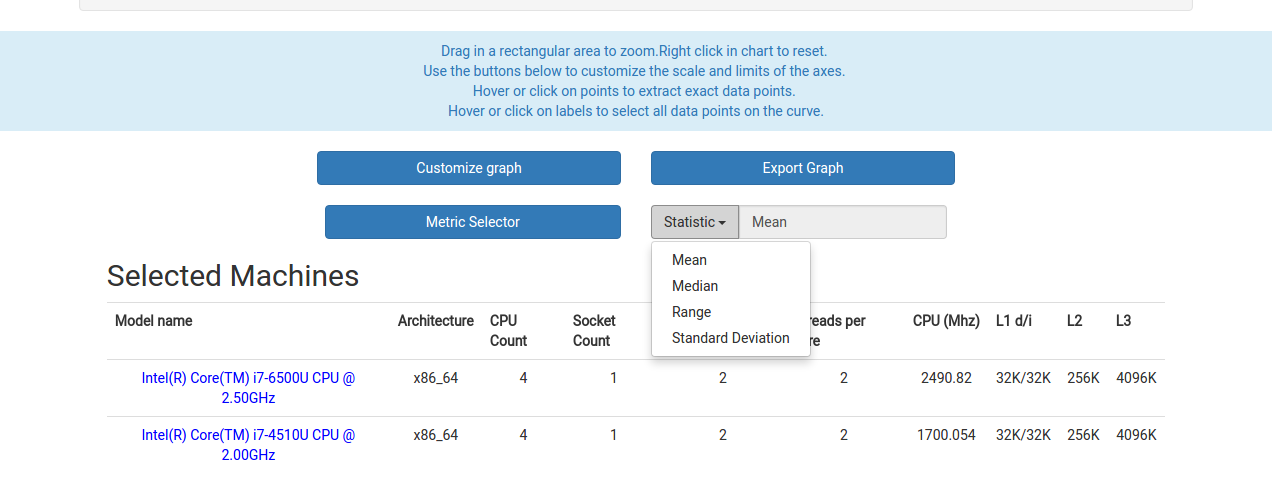 Drag in a rectangular area to zoom.Right click in chart to reset.
Use the buttons below to customize the scale and limits of the axes.
Hover or click on points to extract exact data points.
Hover or click on labels to select all data points on the curve.
Customize graph
Export Graph
Metric Selector
Statistic
Mean
Mean
Median
Range
Standard Deviation
Selected Machines
Model name
Architecture
CPU
Count
Socket
Count
per
CPU (Mhz)
L1 d/i
L2
L3
Intel(R) Core(TM) i7-6500U CPU @
2.50GHz
x86_64
4
1
2
2
2490.82
32K/32K
256K
4096K
Intel(R) Core(TM) i7-4510U CPU @
2.00GHz
x86_64
4
1
2
2
1700.054
32K/32K
256K
4096K